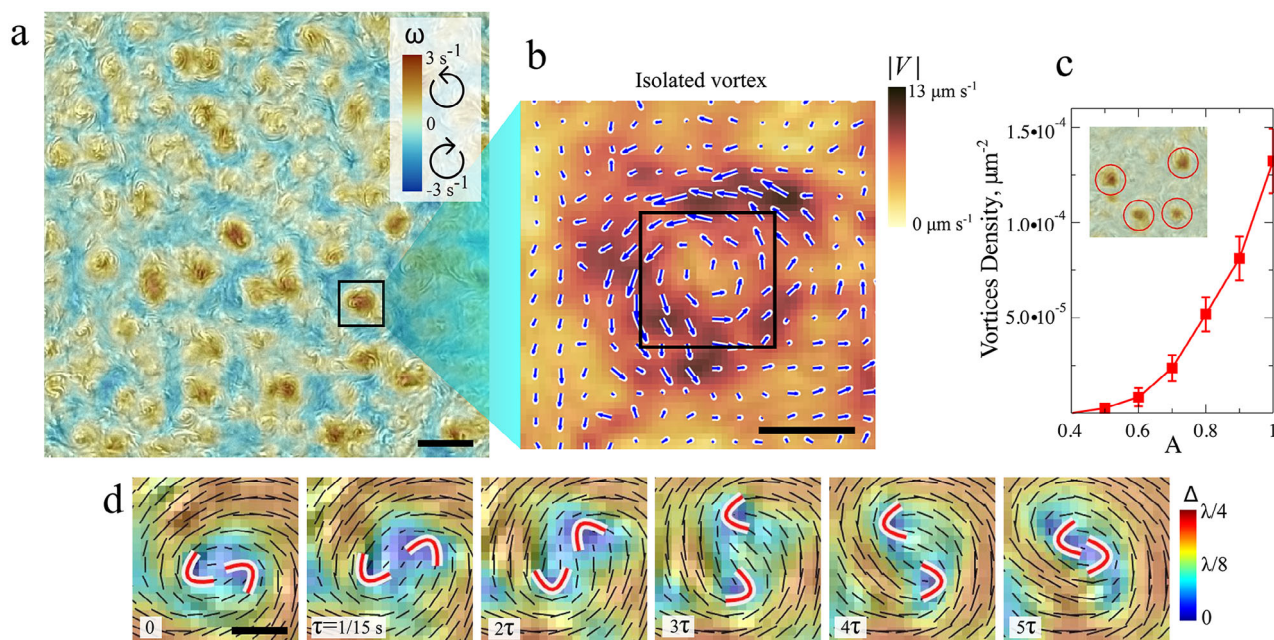 a
ω
3 s⁻¹
0
-3 s⁻¹
b
Isolated vortex
|V|
13 µm s⁻¹
0 µm s⁻¹
c
Vortices Density, µm⁻²
1.5•10⁻⁴
1.0•10⁻⁴
5.0•10⁻⁵
0.4 0.6 0.8 1
A
d
0
τ=1/15 s
2τ
3τ
4τ
5τ
Δ
λ/4
λ/8
0